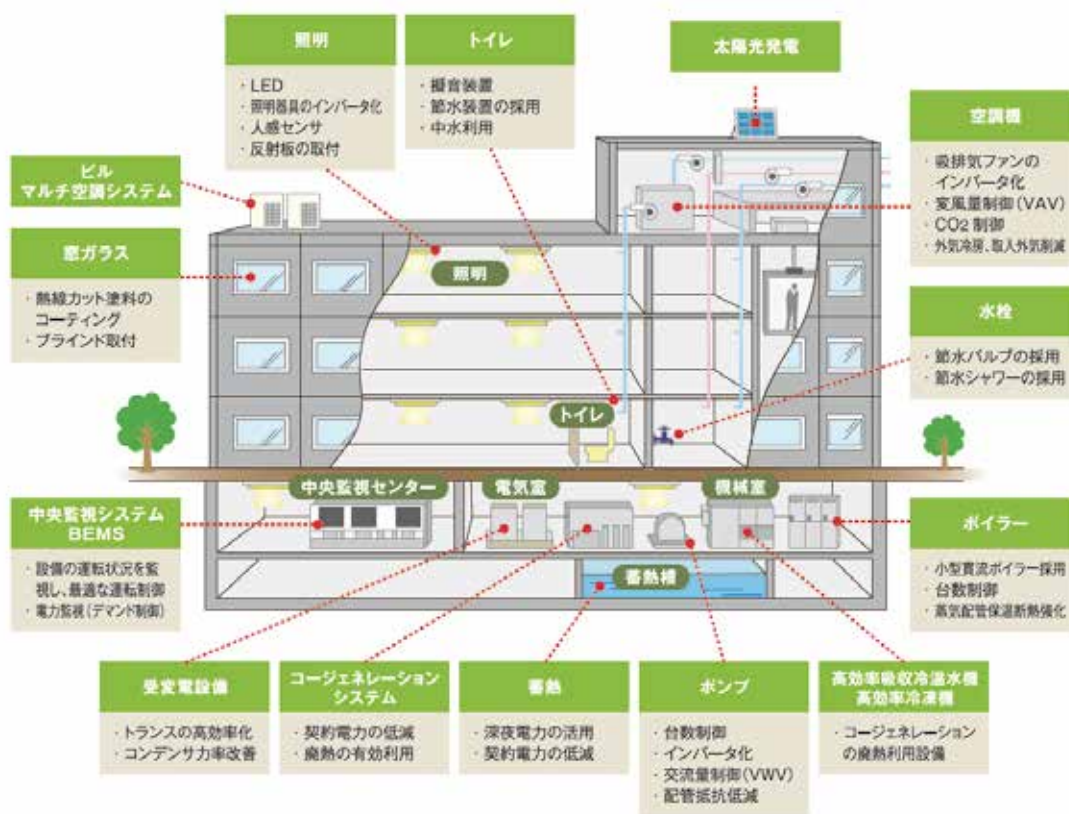 照明
・LED
・照明器具のインバータ化
・人感センサ
・反射板の取付
トイレ
・擬音装置
・節水装置の採用
・中水利用
太陽光発電
空調機
・吸排気ファンの
インバータ化
・変風量制御(VAV)
・CO2制御
・外気冷房、取入外気削減
ビル
マルチ空調システム
窓ガラス
・熱線カット塗料の
コーティング
・ブラインド取付
照明
水栓
・節水バルブの採用
・節水シャワーの採用
トイレ
中央監視センター
電気室
機械室
中央監視システム
BEMS
・設備の運転状況を監
視し、最適な運転制御
・電力監視(デマンド制御)
ボイラー
・小型貫流ボイラー採用
・台数制御
・蒸気配管保温断熱強化
蓄熱槽
受変電設備
・トランスの高効率化
・コンデンサ力率改善
コージェネレーション
システム
・契約電力の低減
・廃熱の有効利用
蓄熱
・深夜電力の活用
・契約電力の低減
ポンプ
・台数制御
・インバータ化
・交流量制御(VWV)
・配管抵抗低減
高効率吸収冷温水機
高効率冷凍機
・コージェネレーション
の廃熱利用設備